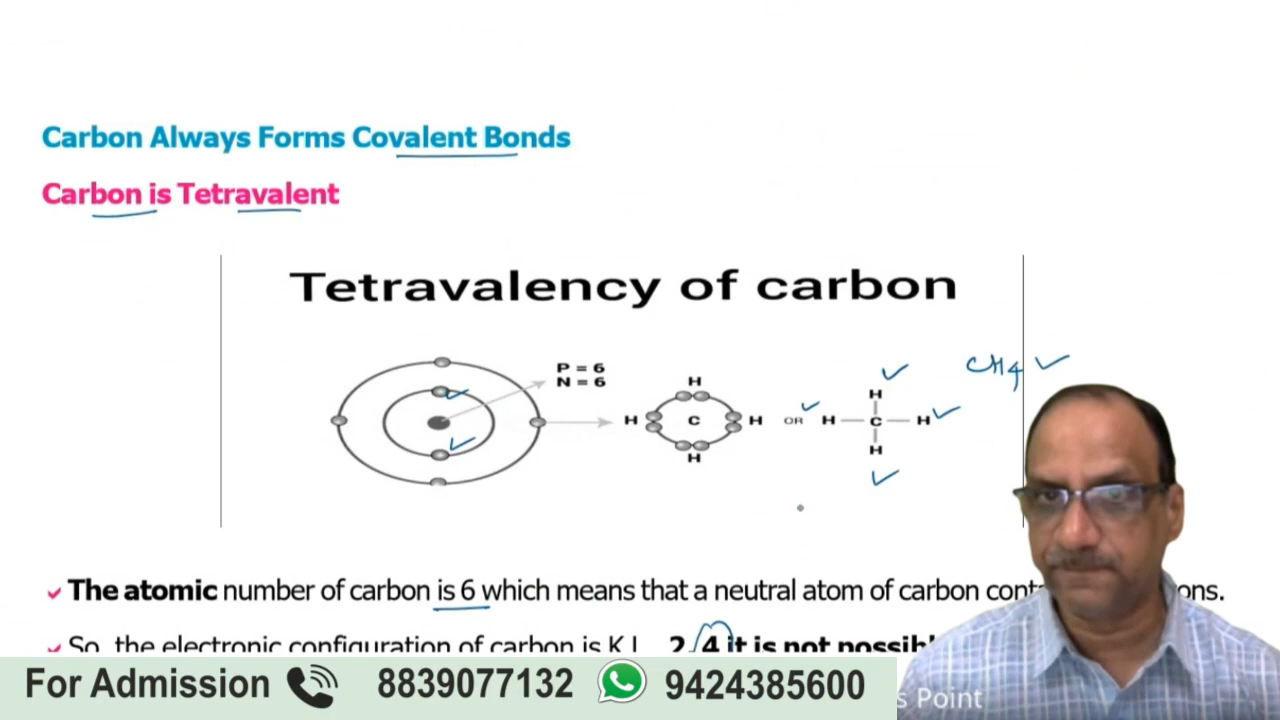 Carbon Always Forms Covalent Bonds
Carbon is Tetravalent
Tetravalency of carbon
P = 6
N = 6
H
H C H OR H C H
H
H
H
CH4
The atomic number of carbon is 6 which means that a neutral atom of carbon ons.
So, the electronic configuration of carbon is K L 2 4 it is not
For Admission 8839077132 9424385600 s Point